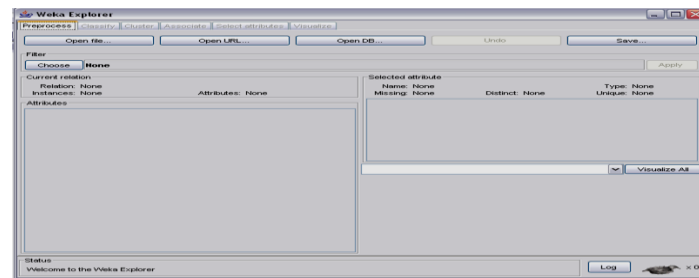 Weka Explorer
Preprocess Classify Cluster Associate Select attributes Visualize
Open file... Open URL... Open DB... Undo Save...
Filter
Choose None Apply
Current relation
Relation: None
Instances: None Attributes: None
Attributes
Selected attribute
Name: None Type: None
Missing: None Distinct: None Unique: None
Visualize All
Status
Welcome to the Weka Explorer
Log x 0